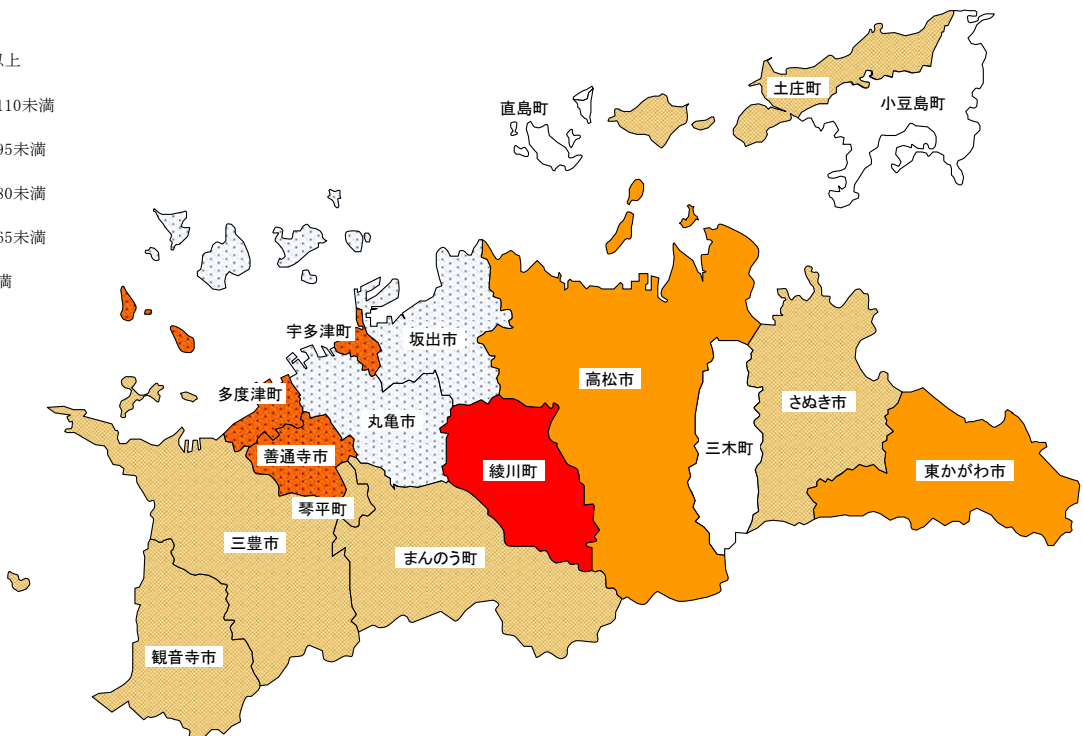 以上
110未満
95未満
80未満
65未満
満
土庄町
直島町
小豆島町
宇多津町
坂出市
高松市
多度津町
丸亀市
さぬき市
三木町
善通寺市
綾川町
東かがわ市
琴平町
三豊市
まんのう町
観音寺市